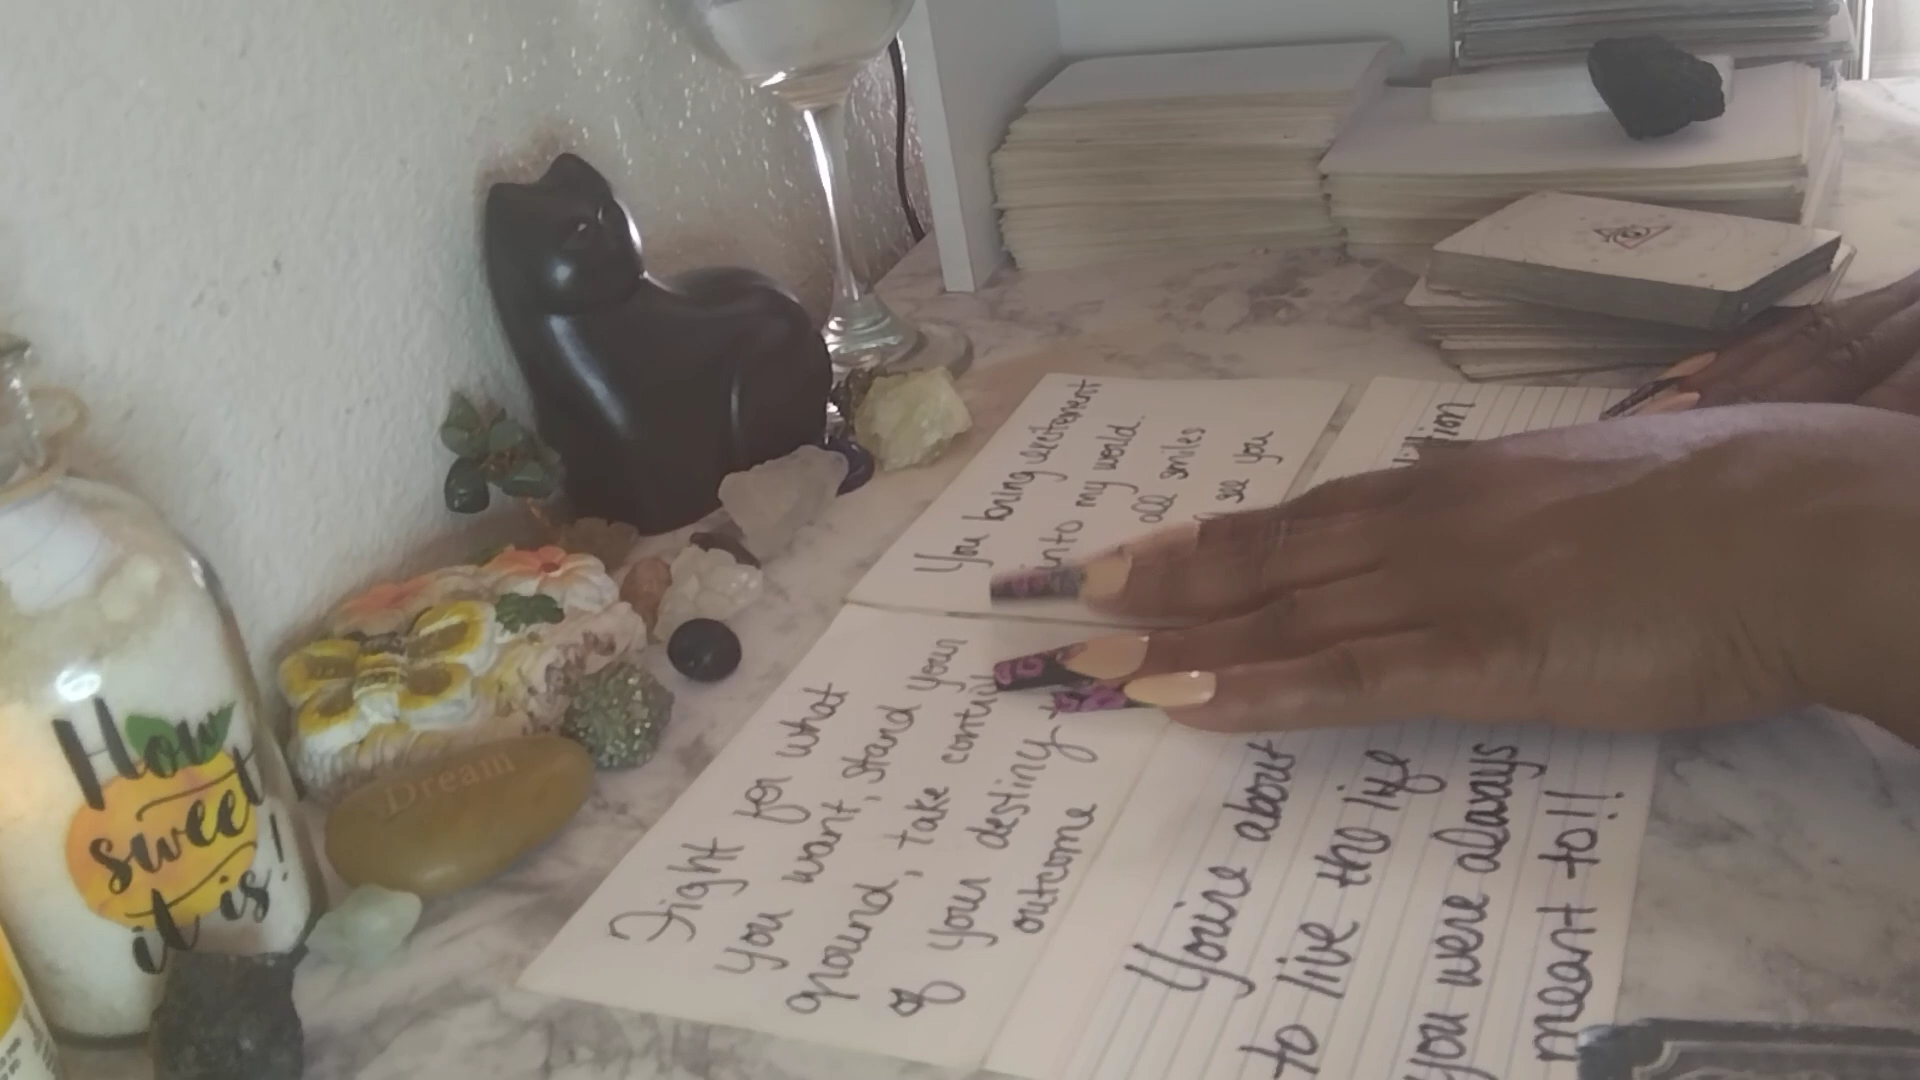 You bring excitement
into my world.
all smiles
see you
Fight for what
you want, stand your
ground, take
of your destiny
outcome
You're about
to live the life
you were always
meant to!!
How
sweet
it is!
Dream